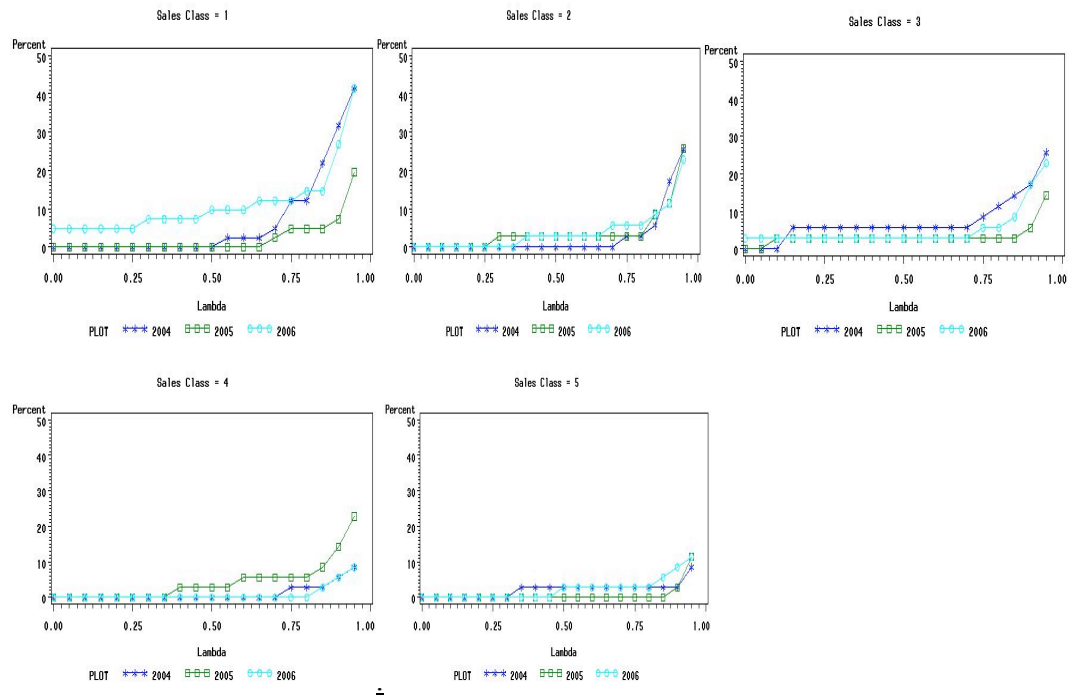 Sales Class = 1
Percent
50
40
30
20
10
0
0.00 0.25 0.50 0.75 1.00
Lambda
PLOT 2004 2005 2006
Sales Class = 2
Percent
50
40
30
20
10
0
0.00 0.25 0.50 0.75 1.00
Lambda
PLOT 2004 2005 2006
Sales Class = 3
Percent
50
40
30
20
10
0
0.00 0.25 0.50 0.75 1.00
Lambda
PLOT 2004 2005 2006
Sales Class = 4
Percent
50
40
30
20
10
0
0.00 0.25 0.50 0.75 1.00
Lambda
PLOT 2004 2005 2006
Sales Class = 5
Percent
50
40
30
20
10
0
0.00 0.25 0.50 0.75 1.00
Lambda
PLOT 2004 2005 2006